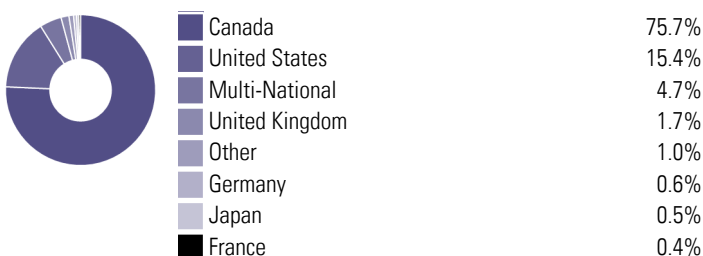 Canada 75.7%
United States 15.4%
Multi-National 4.7%
United Kingdom 1.7%
Other 1.0%
Germany 0.6%
Japan 0.5%
France 0.4%